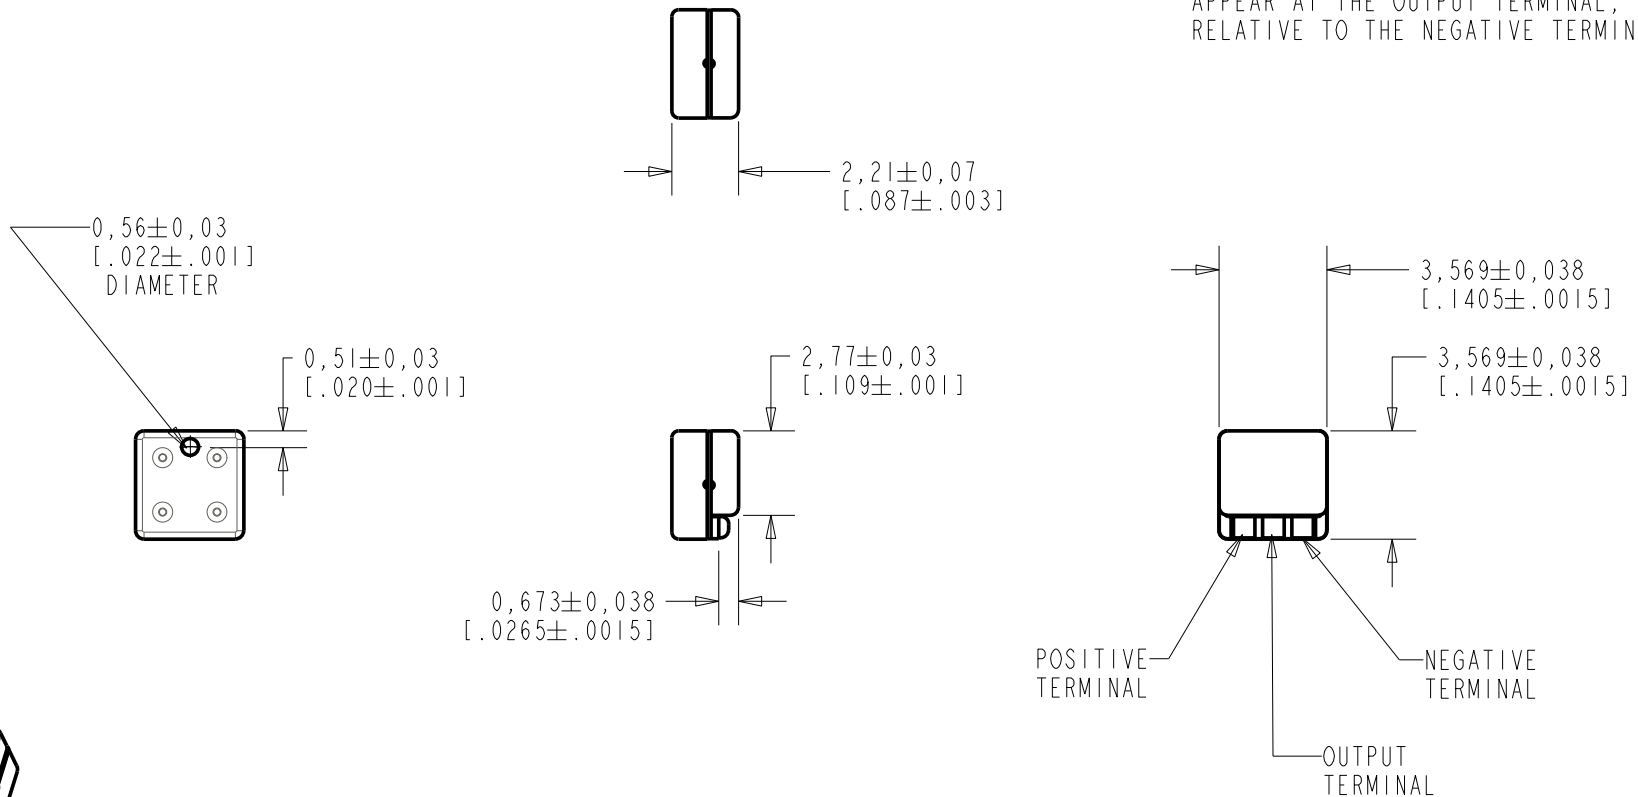 APPEAR AT THE OUTPUT TERMINAL,
RELATIVE TO THE NEGATIVE TERMIN
2,21±0,07
[.087±.003]
0,56±0,03
[.022±.001]
DIAMETER
3,569±0,038
[.1405±.0015]
0,51±0,03
[.020±.001]
2,77±0,03
[.109±.001]
3,569±0,038
[.1405±.0015]
0,673±0,038
[.0265±.0015]
POSITIVE
TERMINAL
NEGATIVE
TERMINAL
OUTPUT
TERMINAL